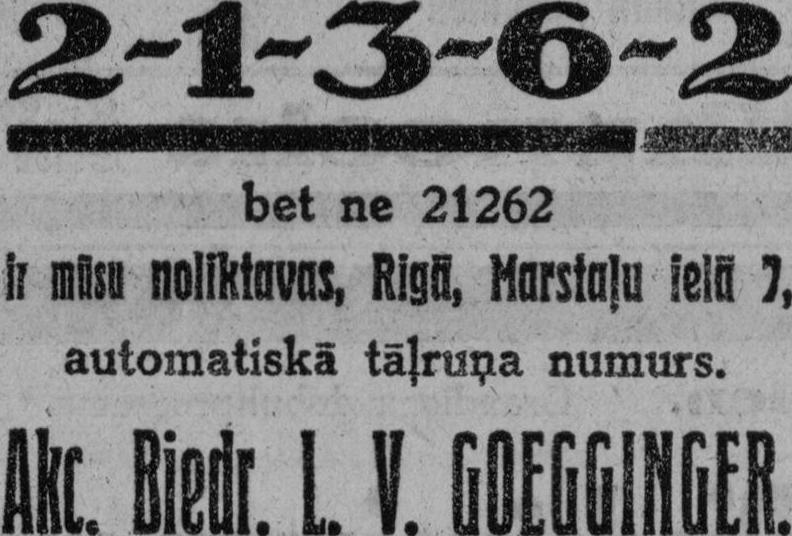 2-1-3-6-2
bet ne 21262
ir mūsu noliktavas, Rigā, Marstaļu ielā 7,
automatiskā tāļruņa numurs.
Akc. Biedr. L. V. GOEGGINGER.